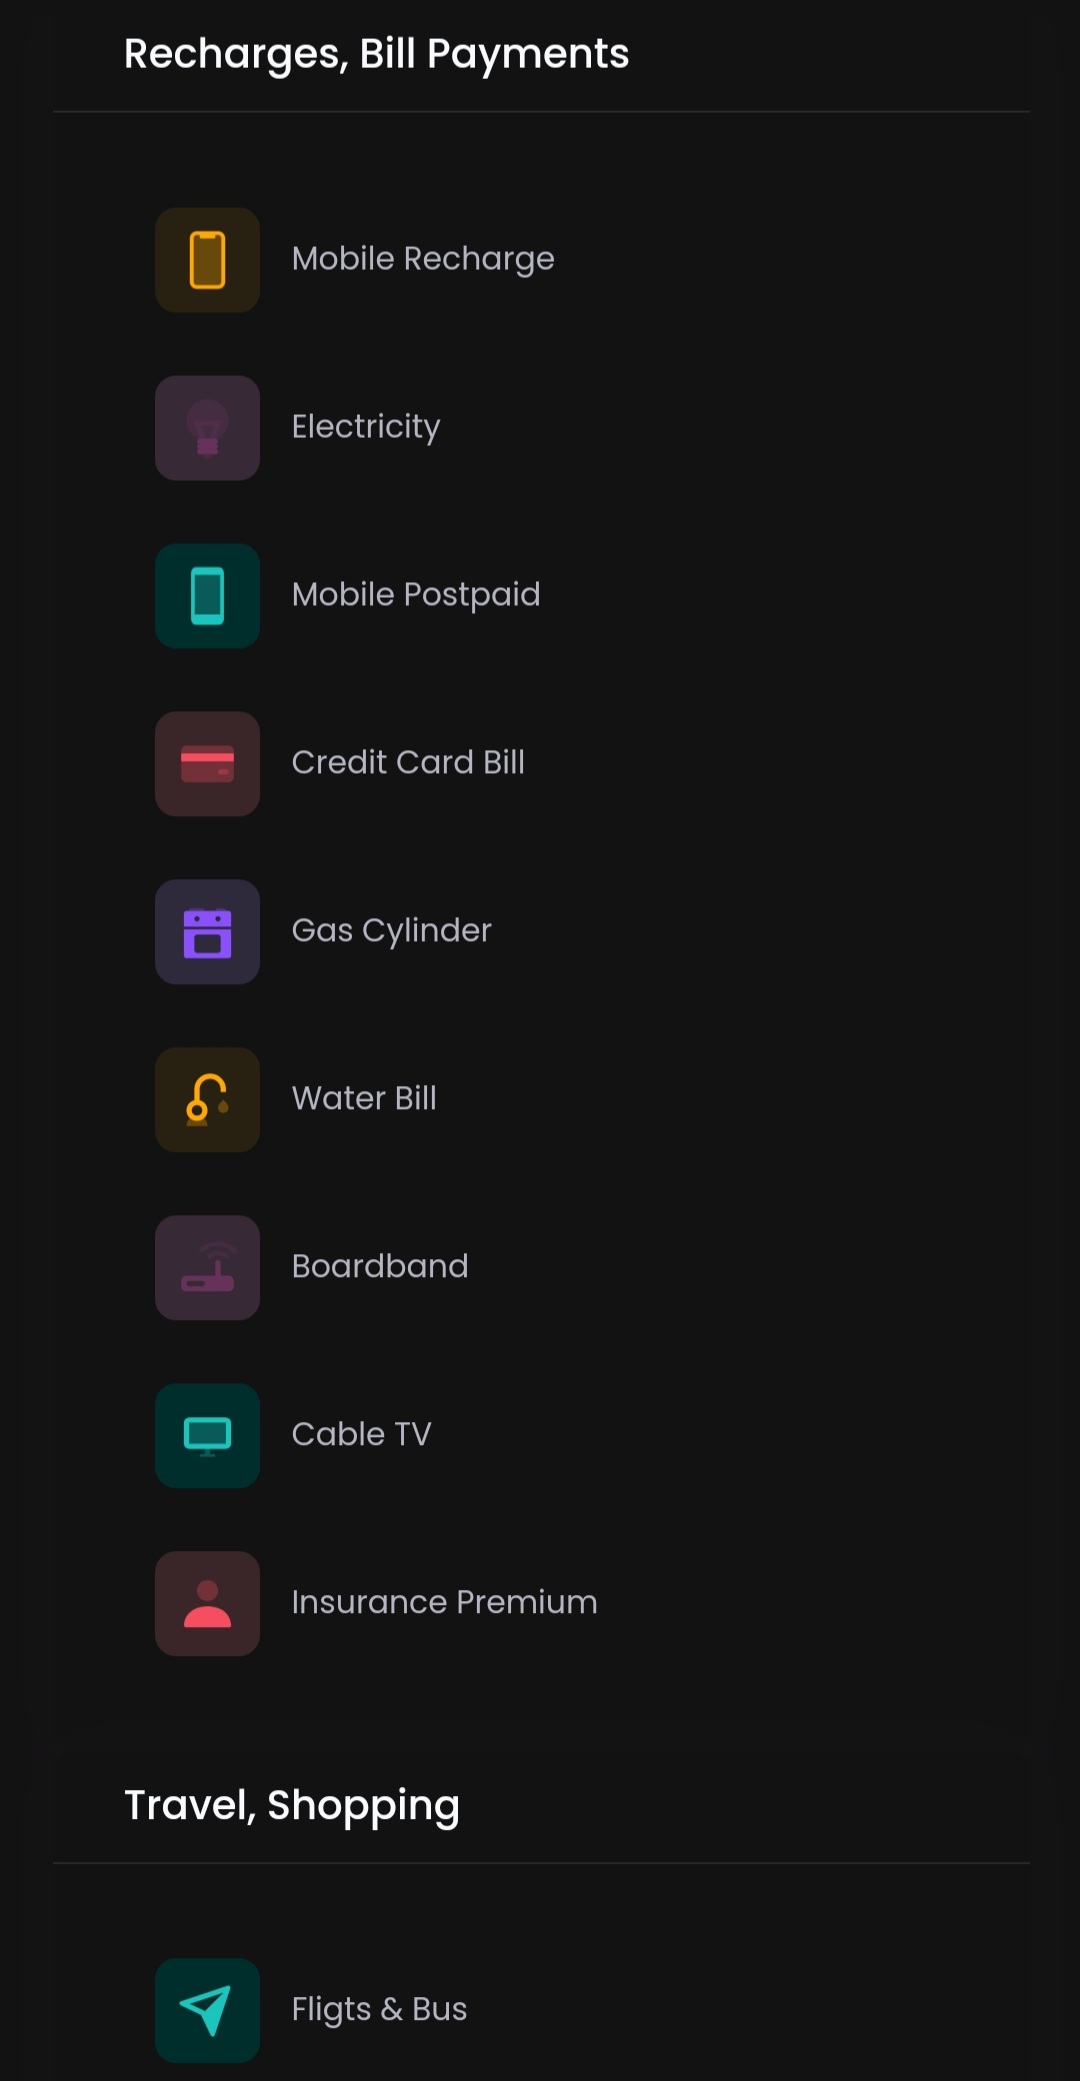 Recharges, Bill Payments
Mobile Recharge
Electricity
Mobile Postpaid
Credit Card Bill
Gas Cylinder
Water Bill
Boardband
Cable TV
Insurance Premium
Travel, Shopping
Fligts & Bus